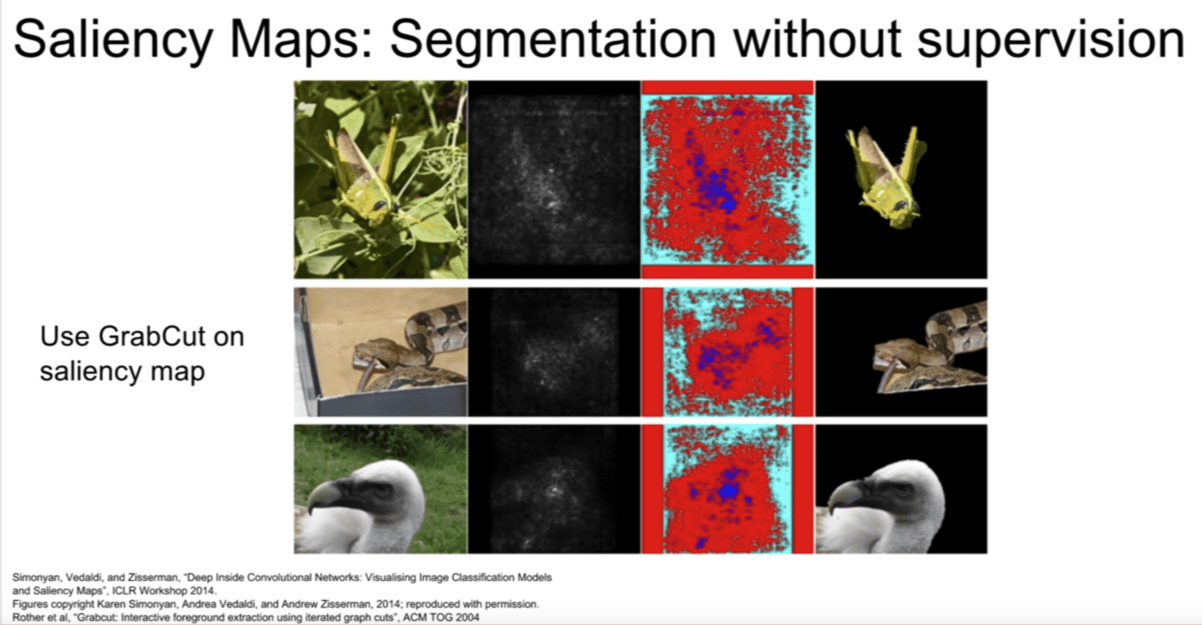 Saliency Maps: Segmentation without supervision
Use GrabCut on
saliency map
Simonyan, Vedaldi, and Zisserman, "Deep Inside Convolutional Networks: Visualising Image Classification Models
and Saliency Maps", ICLR Workshop 2014.
Figures copyright Karen Simonyan, Andrea Vedaldi, and Andrew Zisserman, 2014; reproduced with permission.
Rother et al, "Grabcut: Interactive foreground extraction using iterated graph cuts", ACM TOG 2004